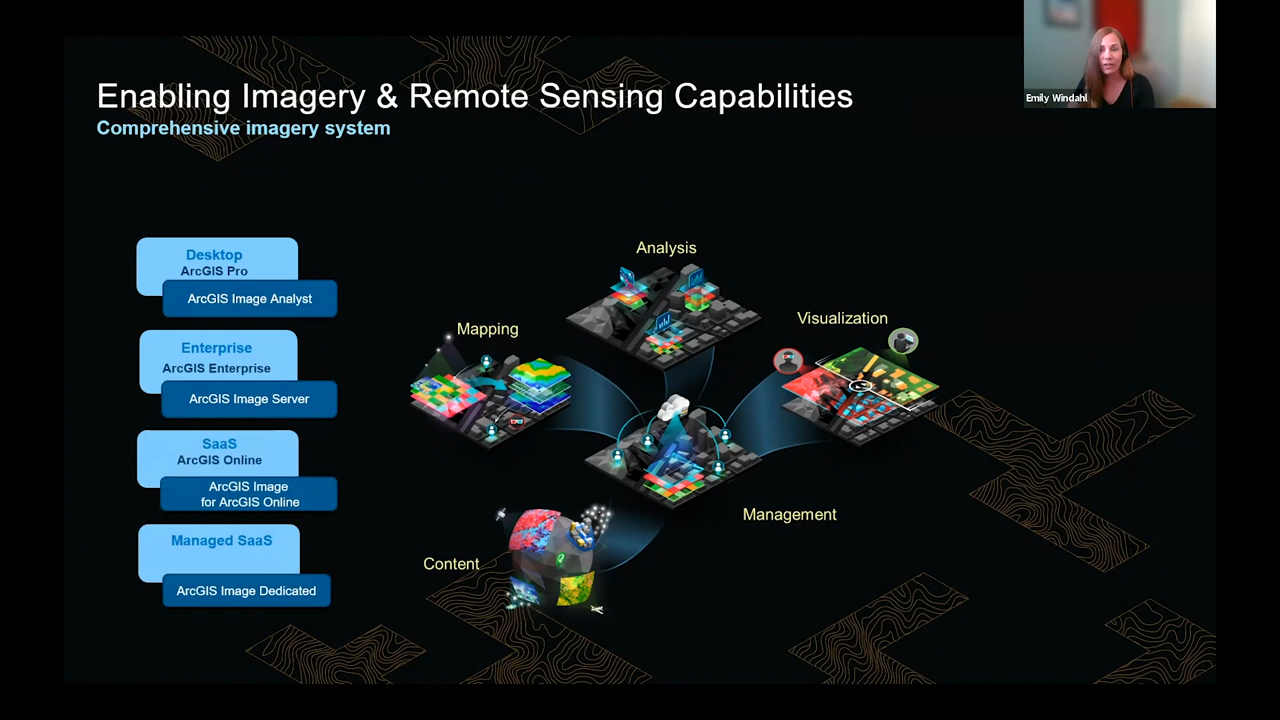 Enabling Imagery & Remote Sensing Capabilities
Comprehensive imagery system
Emily Windahl
Desktop
ArcGIS Pro
ArcGIS Image Analyst
Enterprise
ArcGIS Enterprise
ArcGIS Image Server
SaaS
ArcGIS Online
ArcGIS Image
for ArcGIS Online
Managed SaaS
ArcGIS Image Dedicated
Analysis
Mapping
Visualization
Management
Content